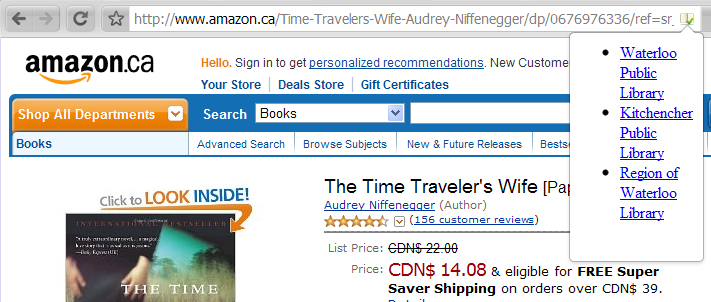 http://www.amazon.ca/Time-Travelers-Wife-Audrey-Niffenegger/dp/0676976336/ref=sr_
amazon.ca
Hello. Sign in to get personalized recommendations. New Custome
Your Store | Deals Store | Gift Certificates
Shop All Departments
Search Books
Books
Advanced Search | Browse Subjects | New & Future Releases | Bestse
Waterloo
Public
Library
Kitchencher
Public
Library
Region of
Waterloo
Library
Click to LOOK INSIDE!
INTERNATIONAL BESTSELLER
THE TIME
The Time Traveler's Wife [Pap
Audrey Niffenegger (Author)
(156 customer reviews)
List Price: CDN$ 22.00
Price: CDN$ 14.08 & eligible for FREE Super
Saver Shipping on orders over CDN$ 39.